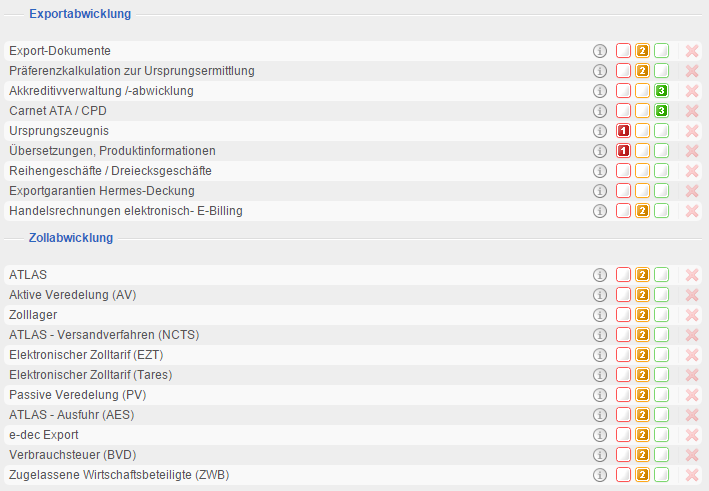 Exportabwicklung
Export-Dokumente 2
Präferenzkalkulation zur Ursprungsermittlung 2
Akkreditivverwaltung /-abwicklung 3
Carnet ATA / CPD 3
Ursprungszeugnis 1
Übersetzungen, Produktinformationen 1
Reihengeschäfte / Dreiecksgeschäfte
Exportgarantien Hermes-Deckung
Handelsrechnungen elektronisch- E-Billing 2
Zollabwicklung
ATLAS 2
Aktive Veredelung (AV) 2
Zolllager 2
ATLAS - Versandverfahren (NCTS) 2
Elektronischer Zolltarif (EZT) 2
Elektronischer Zolltarif (Tares) 2
Passive Veredelung (PV) 2
ATLAS - Ausfuhr (AES) 2
e-dec Export 2
Verbrauchsteuer (BVD) 2
Zugelassene Wirtschaftsbeteiligte (ZWB) 2